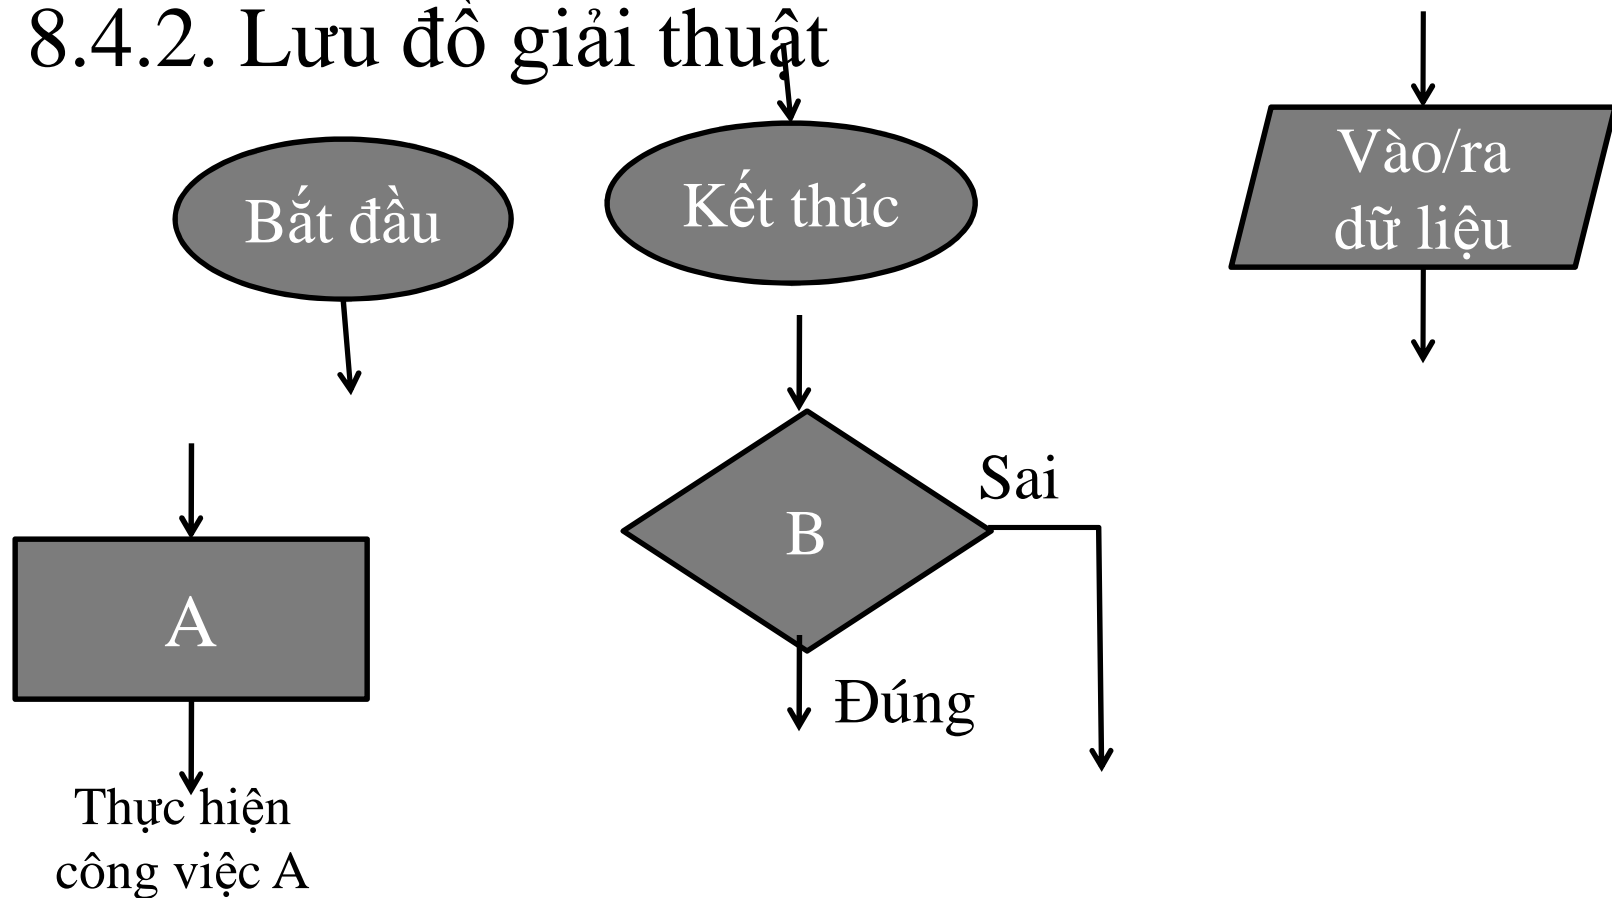 8.4.2. Lưu đồ giải thuật
Bắt đầu
Kết thúc
Vào/ra
dữ liệu
A
B
Sai
Đúng
Thực hiện
công việc A